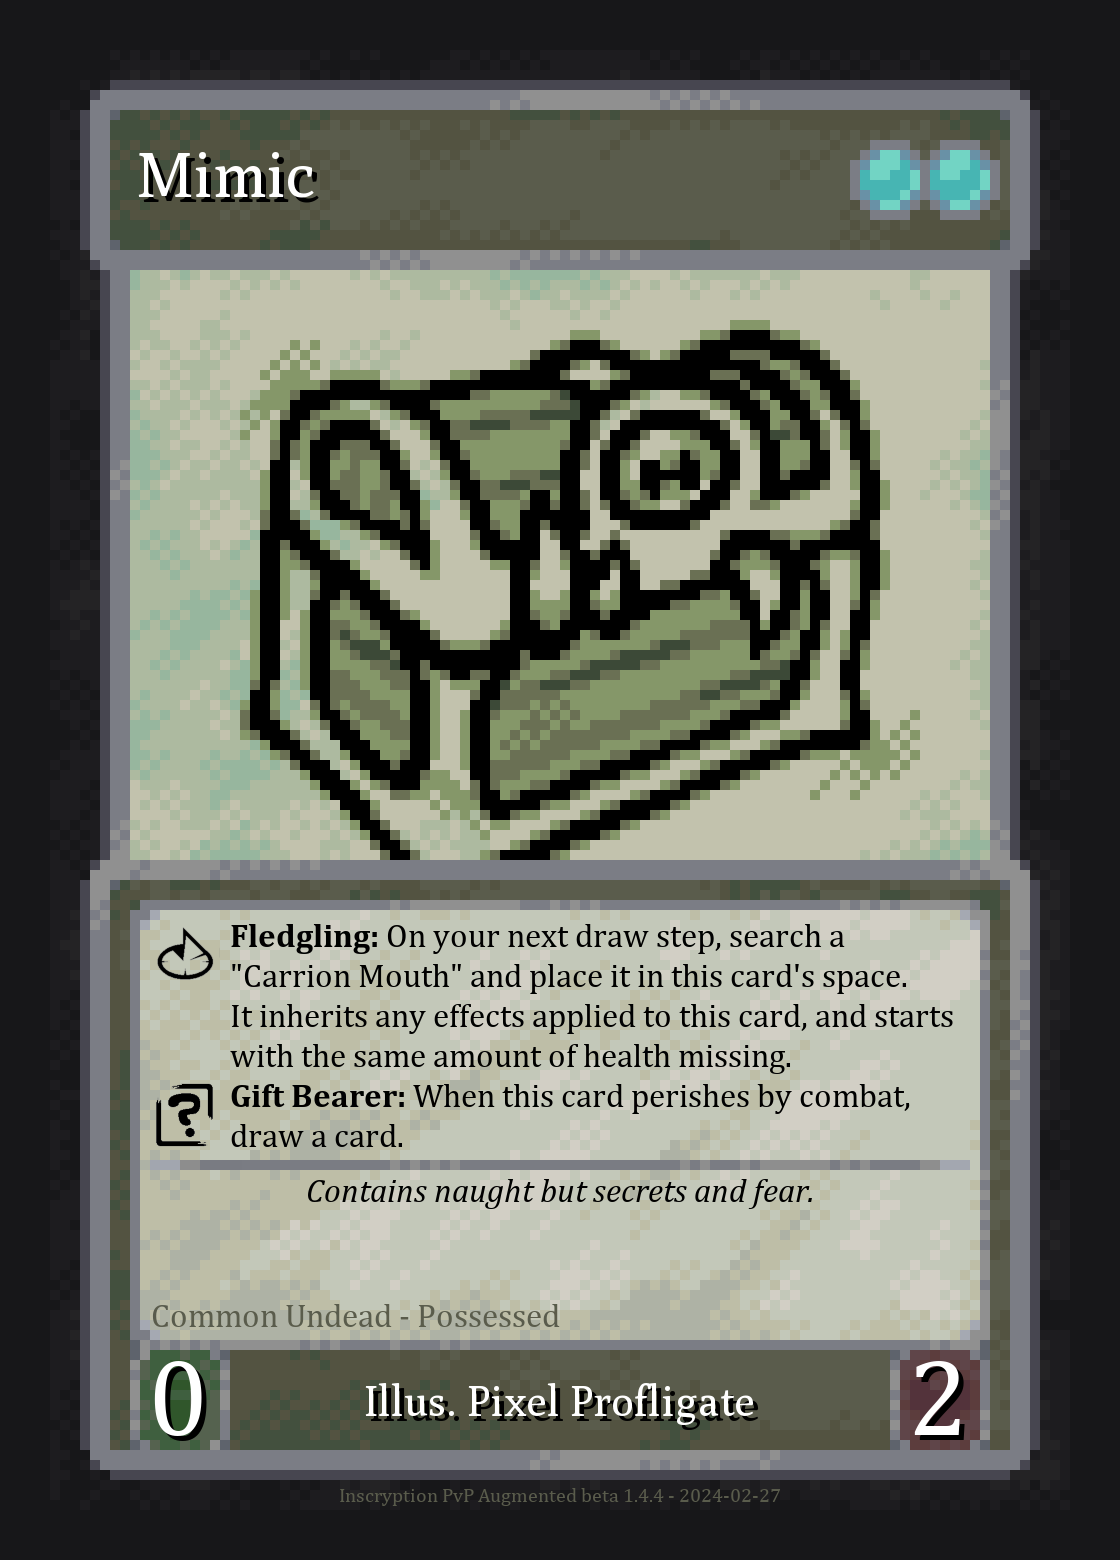 Mimic
Fledgling: On your next draw step, search a
"Carrion Mouth" and place it in this card's space.
It inherits any effects applied to this card, and starts
with the same amount of health missing.
Gift Bearer: When this card perishes by combat,
draw a card.
Contains naught but secrets and fear.
Common Undead - Possessed
0
Illus. Pixel Profligate
2
Inscryption PvP Augmented beta 1.4.4 - 2024-02-27